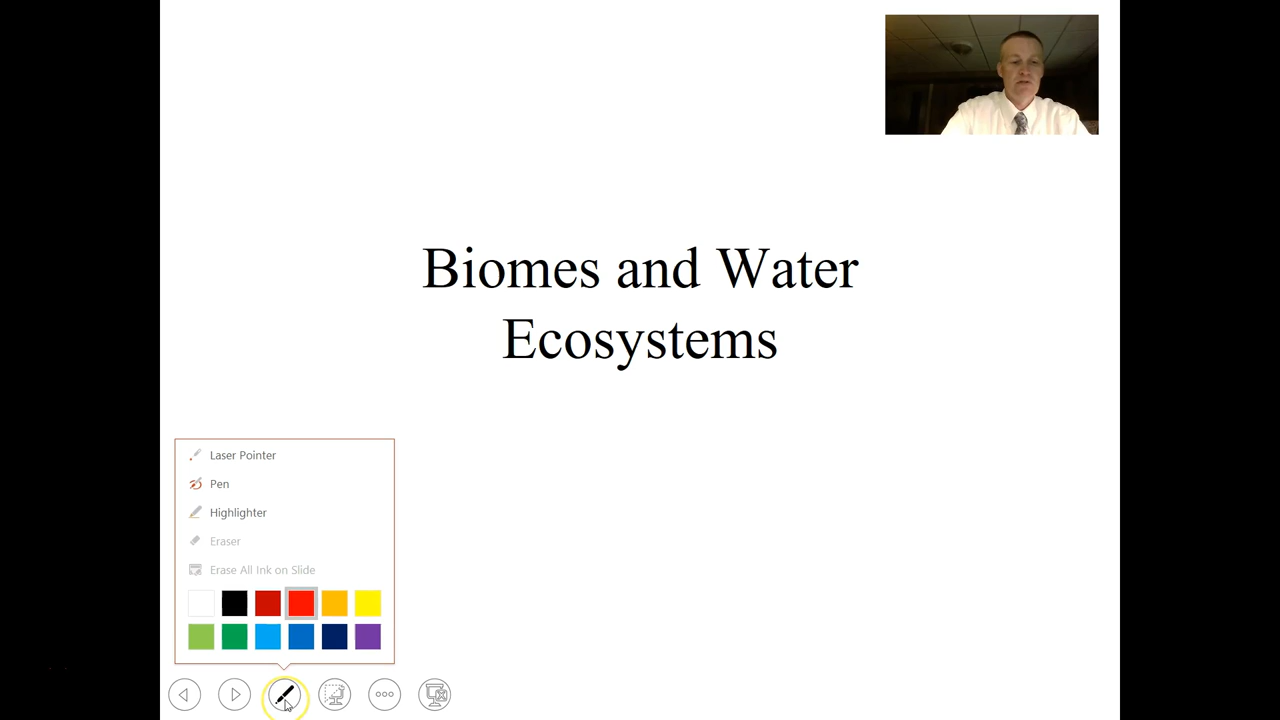 Biomes and Water
Ecosystems
Laser Pointer
Pen
Highlighter
Eraser
Erase All Ink on Slide